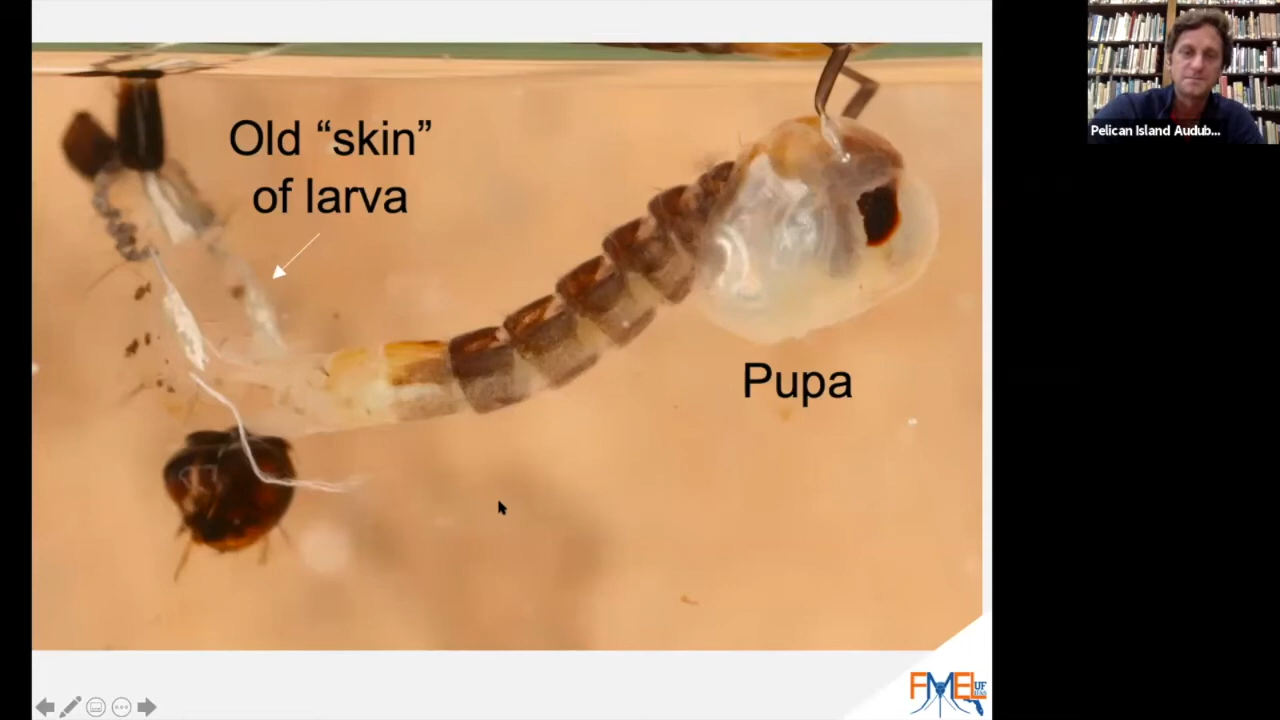 Old “skin”
of larva
Pupa
Pelican Island Audub...
FMEL
UF